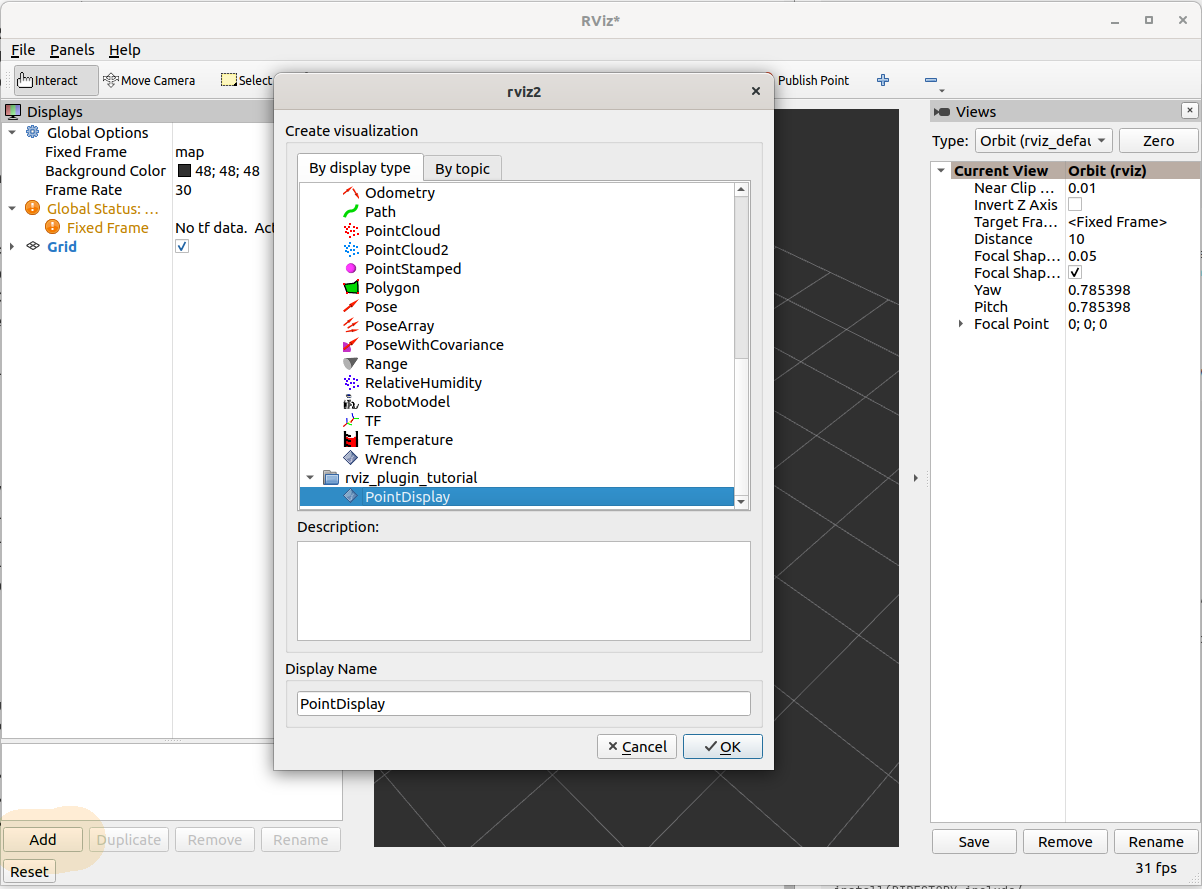 RViz*
File Panels Help
Interact Move Camera Select Publish Point
Displays
Global Options
Fixed Frame map
Background Color 48; 48; 48
Frame Rate 30
Global Status: ...
Fixed Frame No tf data. Act
Grid
rviz2
Create visualization
By display type By topic
Odometry
Path
PointCloud
PointCloud2
PointStamped
Polygon
Pose
PoseArray
PoseWithCovariance
Range
RelativeHumidity
RobotModel
TF
Temperature
Wrench
rviz_plugin_tutorial
PointDisplay
Description:
Display Name
PointDisplay
Cancel OK
Views
Type: Orbit (rviz_defau Zero
Current View Orbit (rviz)
Near Clip ... 0.01
Invert Z Axis
Target Fra... <Fixed Frame>
Distance 10
Focal Shap... 0.05
Focal Shap...
Yaw 0.785398
Pitch 0.785398
Focal Point 0; 0; 0
Add Duplicate Remove Rename
Save Remove Rename
Reset
31 fps